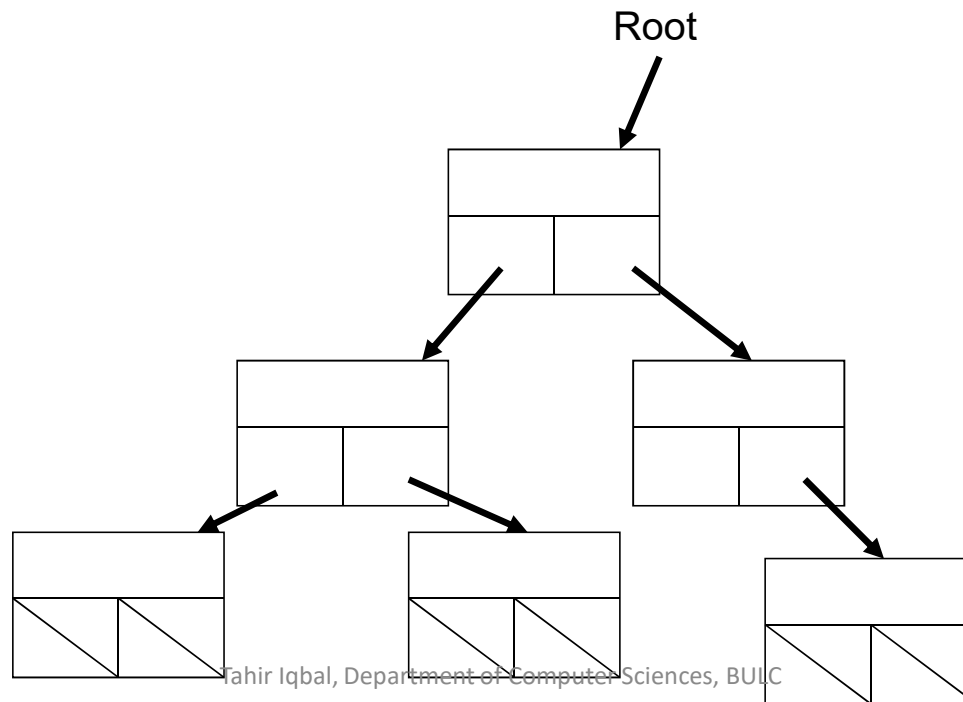 Root
Tahir Iqbal, Department of Computer Sciences, BULC